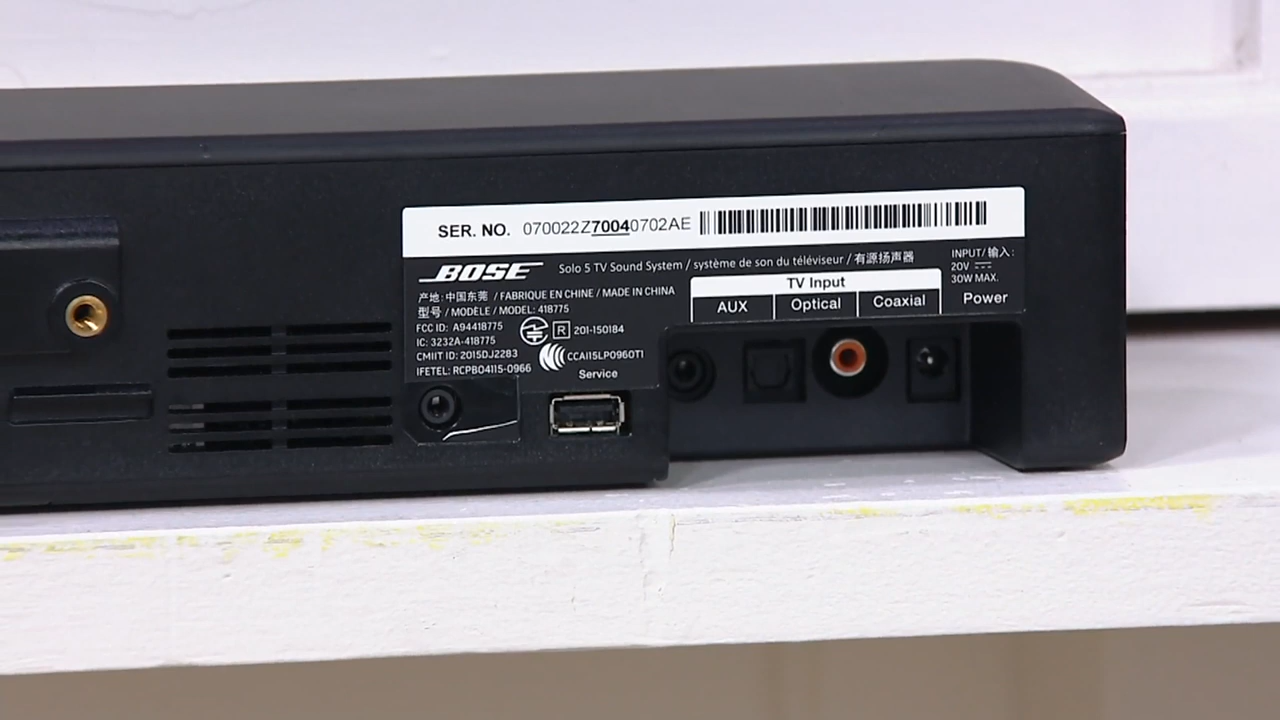 SER. NO. 070022Z70040702AE
BOSE Solo 5 TV Sound System / système de son du téléviseur / 有源扬声器
产地: 中国东莞 / FABRIQUE EN CHINE / MADE IN CHINA
型号 / MODÈLE / MODEL: 418775
FCC ID: A94418775
IC: 3232A-418775
CMIIT ID: 2015DJ2283
IFETEL: RCPBO4115-0966
R 201-150184
CCAI15LP0960T1
Service
TV Input
AUX Optical Coaxial
INPUT/输入:
20V
30W MAX.
Power